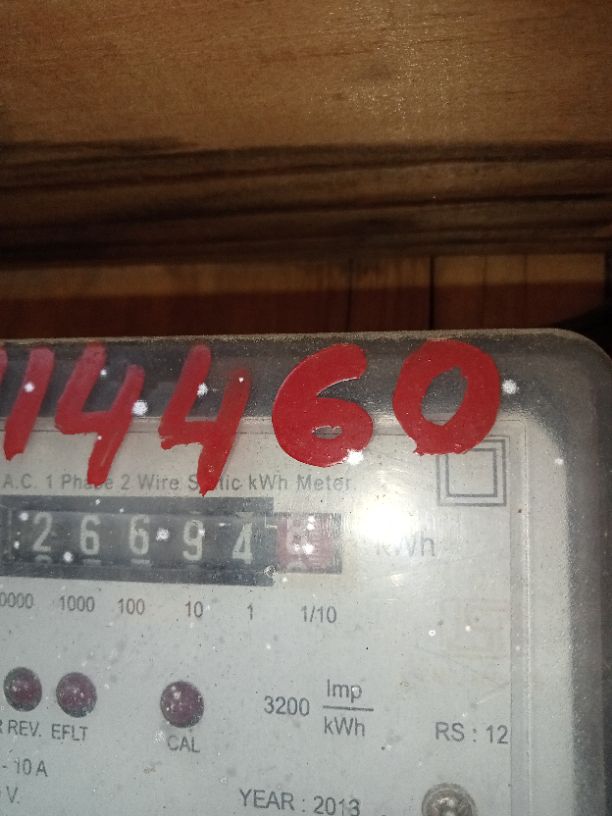 14460
A.C. 1 Phase 2 Wire Static kWh Meter
26694
kWh
1000 100 10 1 1/10
REV. EFLT
CAL
3200 Imp/kWh
RS : 12
- 10 A
V.
YEAR : 2013